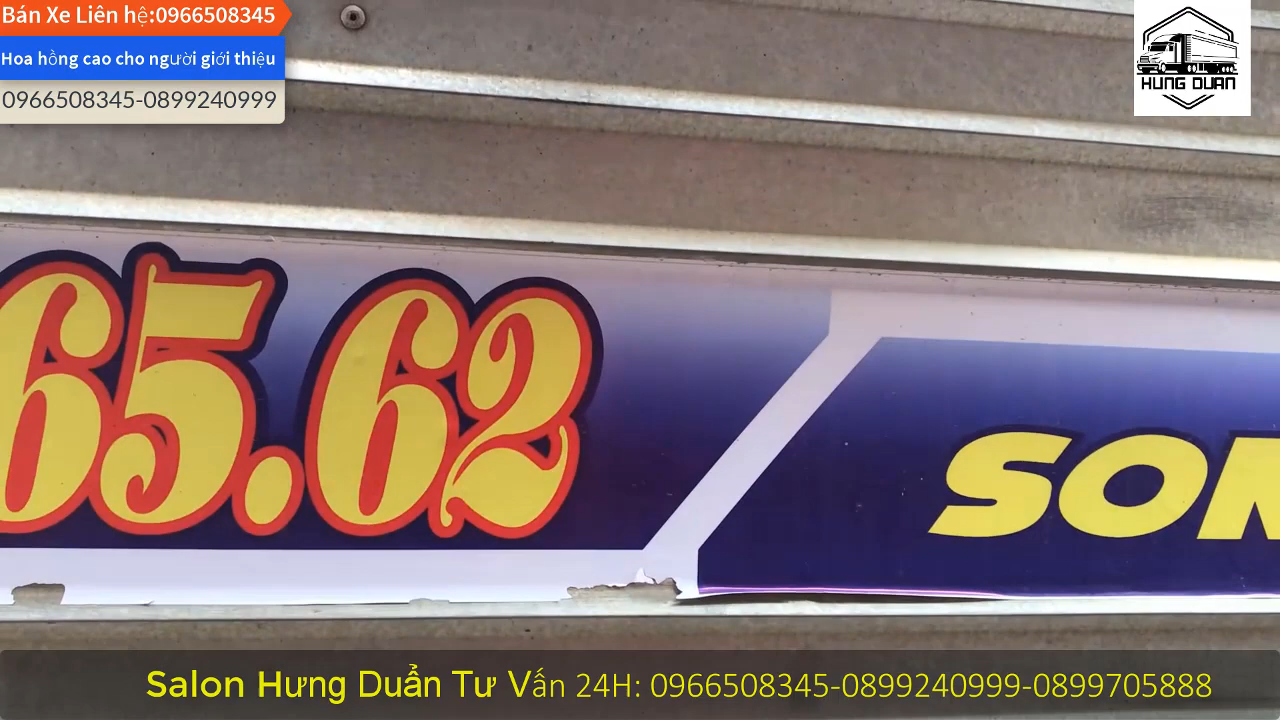 Bán Xe Liên hệ:0966508345
Hoa hồng cao cho người giới thiệu
0966508345-0899240999
HUNG DUAN
65.62
Salon Hưng Duẩn Tư Vấn 24H: 0966508345-0899240999-0899705888